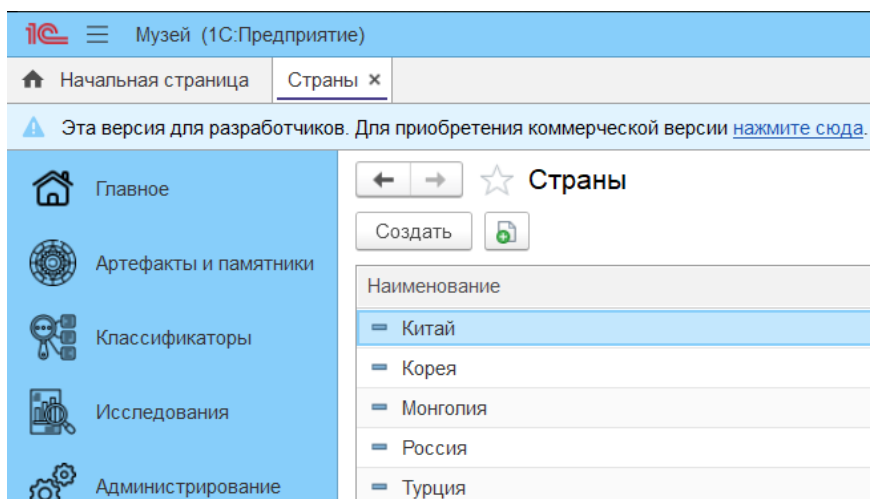 1С Музей (1С:Предприятие)
Начальная страница Страны ×
Эта версия для разработчиков. Для приобретения коммерческой версии нажмите сюда.
Главное
Артефакты и памятники
Классификаторы
Исследования
Администрирование
Страны
Создать
Наименование
Китай
Корея
Монголия
Россия
Турция